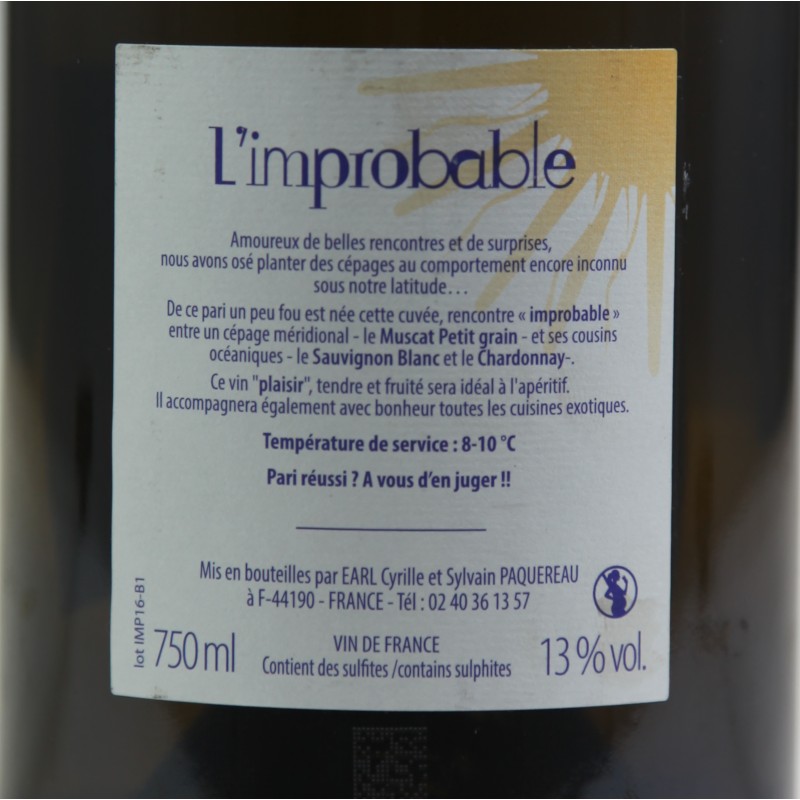 L'improbable
Amoureux de belles rencontres et de surprises,
nous avons osé planter des cépages au comportement encore inconnu
sous notre latitude...
De ce pari un peu fou est née cette cuvée, rencontre « improbable »
entre un cépage méridional - le Muscat Petit grain - et ses cousins
océaniques - le Sauvignon Blanc et le Chardonnay-.
Ce vin "plaisir", tendre et fruité sera idéal à l'apéritif.
Il accompagnera également avec bonheur toutes les cuisines exotiques.
Température de service : 8-10 °C
Pari réussi ? A vous d'en juger !!
Mis en bouteilles par EARL Cyrille et Sylvain PAQUEREAU
à F-44190 - FRANCE - Tél : 02 40 36 13 57
lot IMP16-B1
750 ml
VIN DE FRANCE
Contient des sulfites /contains sulphites
13 % vol.